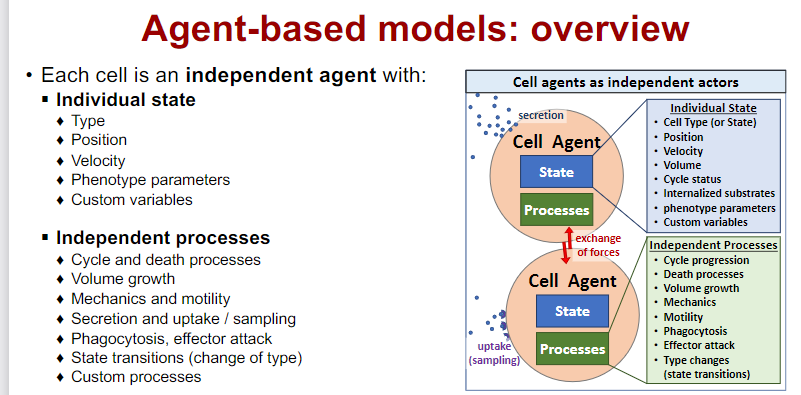 Agent-based models: overview
• Each cell is an independent agent with:
▪ Individual state
♦ Type
♦ Position
♦ Velocity
♦ Phenotype parameters
♦ Custom variables
▪ Independent processes
♦ Cycle and death processes
♦ Volume growth
♦ Mechanics and motility
♦ Secretion and uptake / sampling
♦ Phagocytosis, effector attack
♦ State transitions (change of type)
♦ Custom processes
Cell agents as independent actors
secretion
Cell Agent
State
Processes
exchange
of forces
Cell Agent
State
Processes
uptake
(sampling)
Individual State
• Cell Type (or State)
• Position
• Velocity
• Volume
• Cycle status
• Internalized substrates
• phenotype parameters
• Custom variables
Independent Processes
• Cycle progression
• Death processes
• Volume growth
• Mechanics
• Motility
• Phagocytosis
• Effector attack
• Type changes
(state transitions)